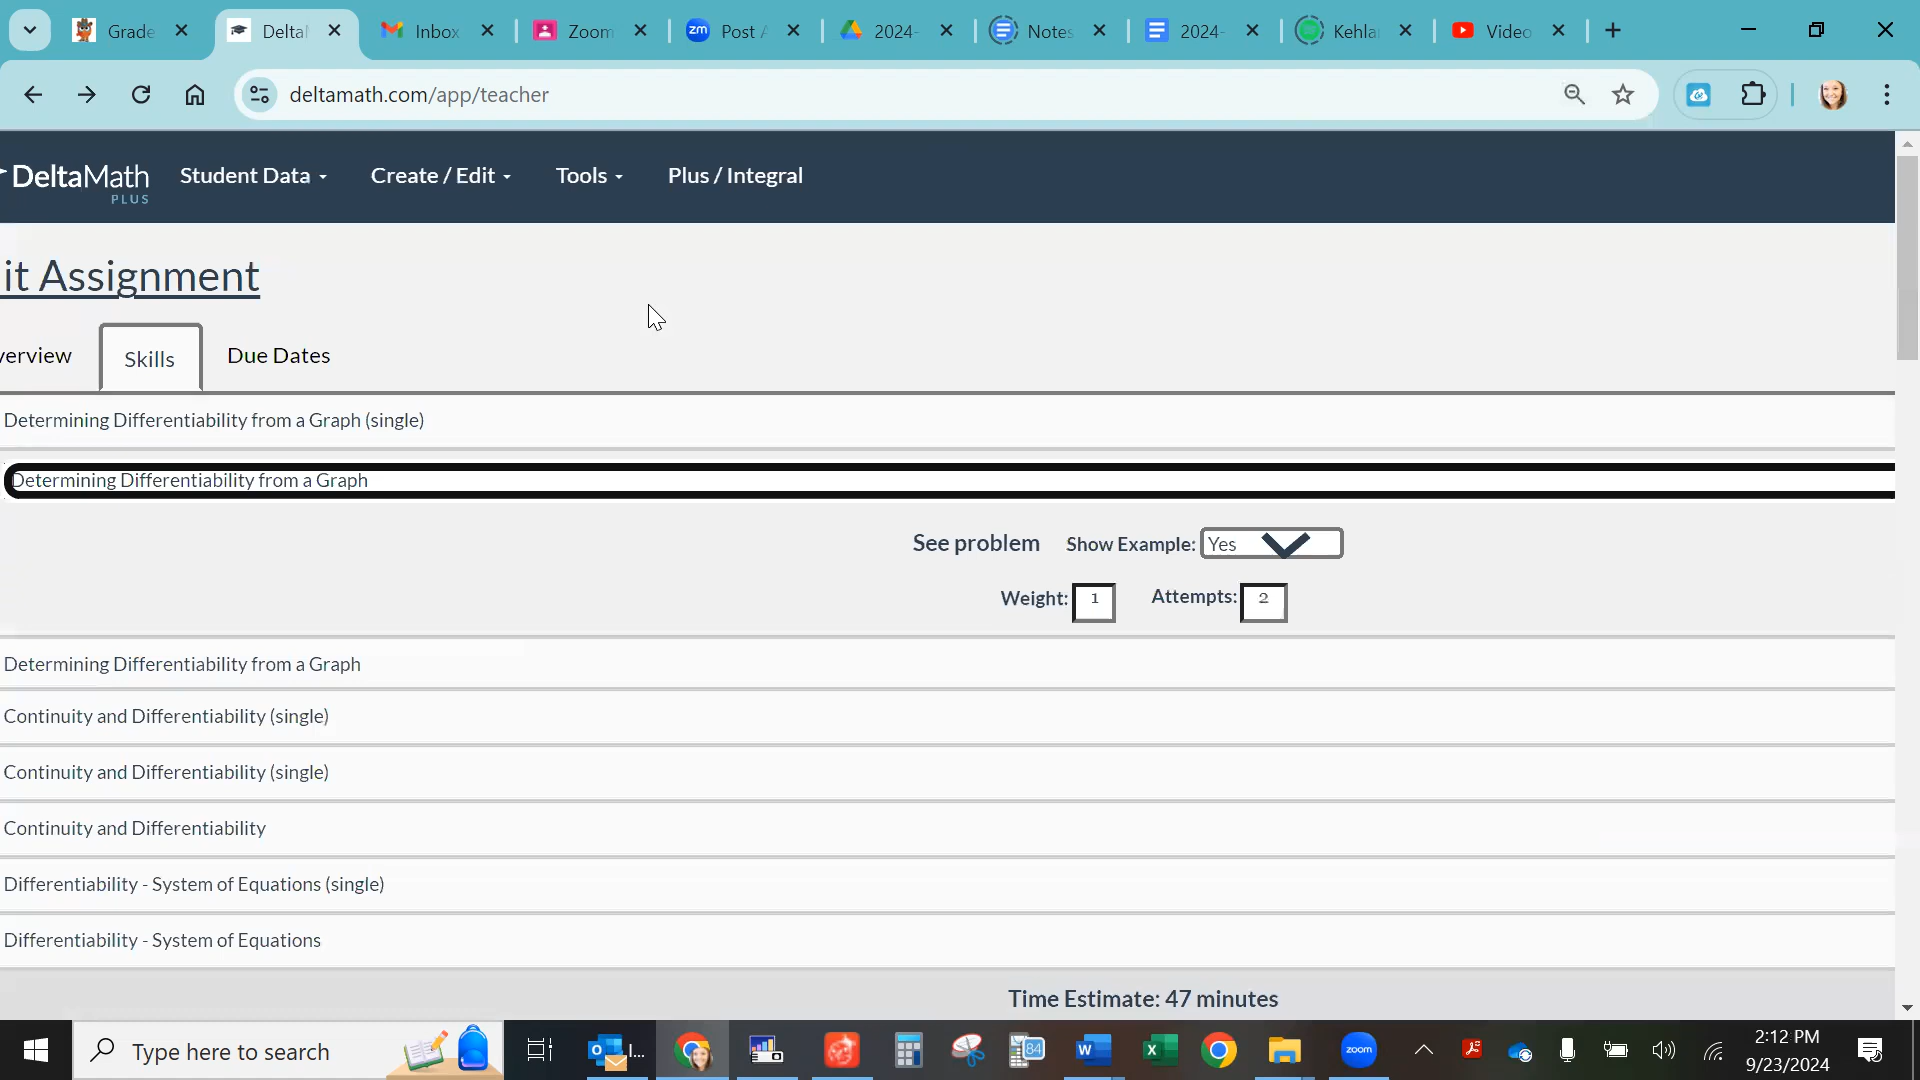 Grade
Delta
Inbox
Zoom
zm Post A
2024-
Notes
2024-
Kehla
Video
deltamath.com/app/teacher
DeltaMath
PLUS
Student Data
Create / Edit
Tools
Plus / Integral
it Assignment
verview
Skills
Due Dates
Determining Differentiability from a Graph (single)
Determining Differentiability from a Graph
See problem
Show Example:
Yes
Weight:
1
Attempts:
2
Determining Differentiability from a Graph
Continuity and Differentiability (single)
Continuity and Differentiability (single)
Continuity and Differentiability
Differentiability - System of Equations (single)
Differentiability - System of Equations
Time Estimate: 47 minutes
Type here to search
I...
84
zoom
2:12 PM
9/23/2024